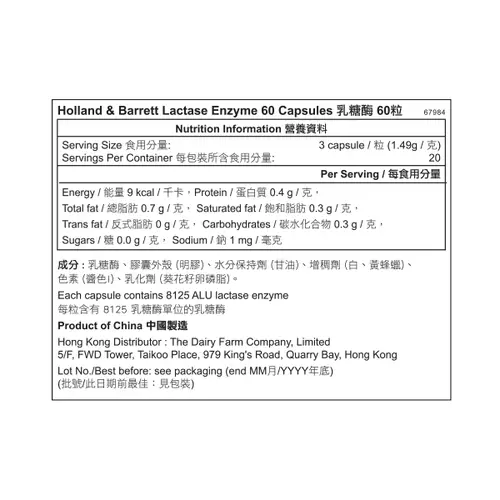 Holland & Barrett Lactase Enzyme 60 Capsules 乳糖酶 60粒 67984
Nutrition Information 營養資料
Serving Size 食用分量: 3 capsule / 粒 (1.49g / 克)
Servings Per Container 每包裝所含食用分量: 20
Per Serving / 每食用分量
Energy / 能量 9 kcal / 千卡，Protein / 蛋白質 0.4 g / 克，
Total fat / 總脂肪 0.7 g / 克， Saturated fat / 飽和脂肪 0.3 g / 克，
Trans fat / 反式脂肪 0 g / 克， Carbohydrates / 碳水化合物 0.3 g / 克，
Sugars / 糖 0.0 g / 克， Sodium / 鈉 1 mg / 毫克
成分 : 乳糖酶、膠囊外殼 (明膠)、水分保持劑 (甘油)、增稠劑 (白、黃蜂蠟)、
色素 (醬色I)、乳化劑 (葵花籽卵磷脂)。
Each capsule contains 8125 ALU lactase enzyme
每粒含有 8125 乳糖酶單位的乳糖酶
Product of China 中國製造
Hong Kong Distributor : The Dairy Farm Company, Limited
5/F, FWD Tower, Taikoo Place, 979 King's Road, Quarry Bay, Hong Kong
Lot No./Best before: see packaging (end MM月/YYYY年底)
(批號/此日期前最佳：見包裝)